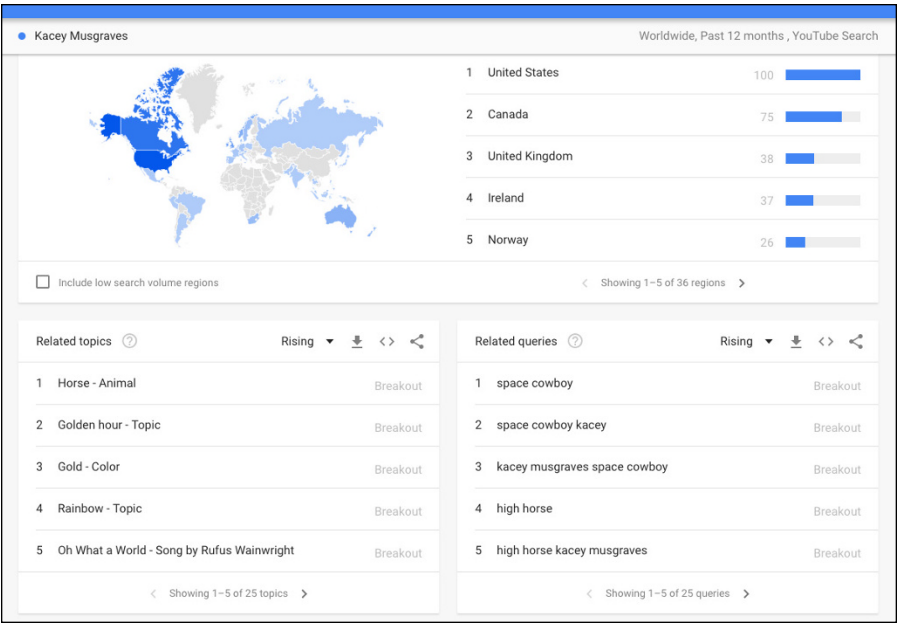 Kacey Musgraves
Worldwide, Past 12 months , YouTube Search
1 United States 100
2 Canada 75
3 United Kingdom 38
4 Ireland 37
5 Norway 26
Include low search volume regions
Showing 1–5 of 36 regions
Related topics
Rising
1 Horse - Animal Breakout
2 Golden hour - Topic Breakout
3 Gold - Color Breakout
4 Rainbow - Topic Breakout
5 Oh What a World - Song by Rufus Wainwright Breakout
Showing 1–5 of 25 topics
Related queries
Rising
1 space cowboy Breakout
2 space cowboy kacey Breakout
3 kacey musgraves space cowboy Breakout
4 high horse Breakout
5 high horse kacey musgraves Breakout
Showing 1–5 of 25 queries